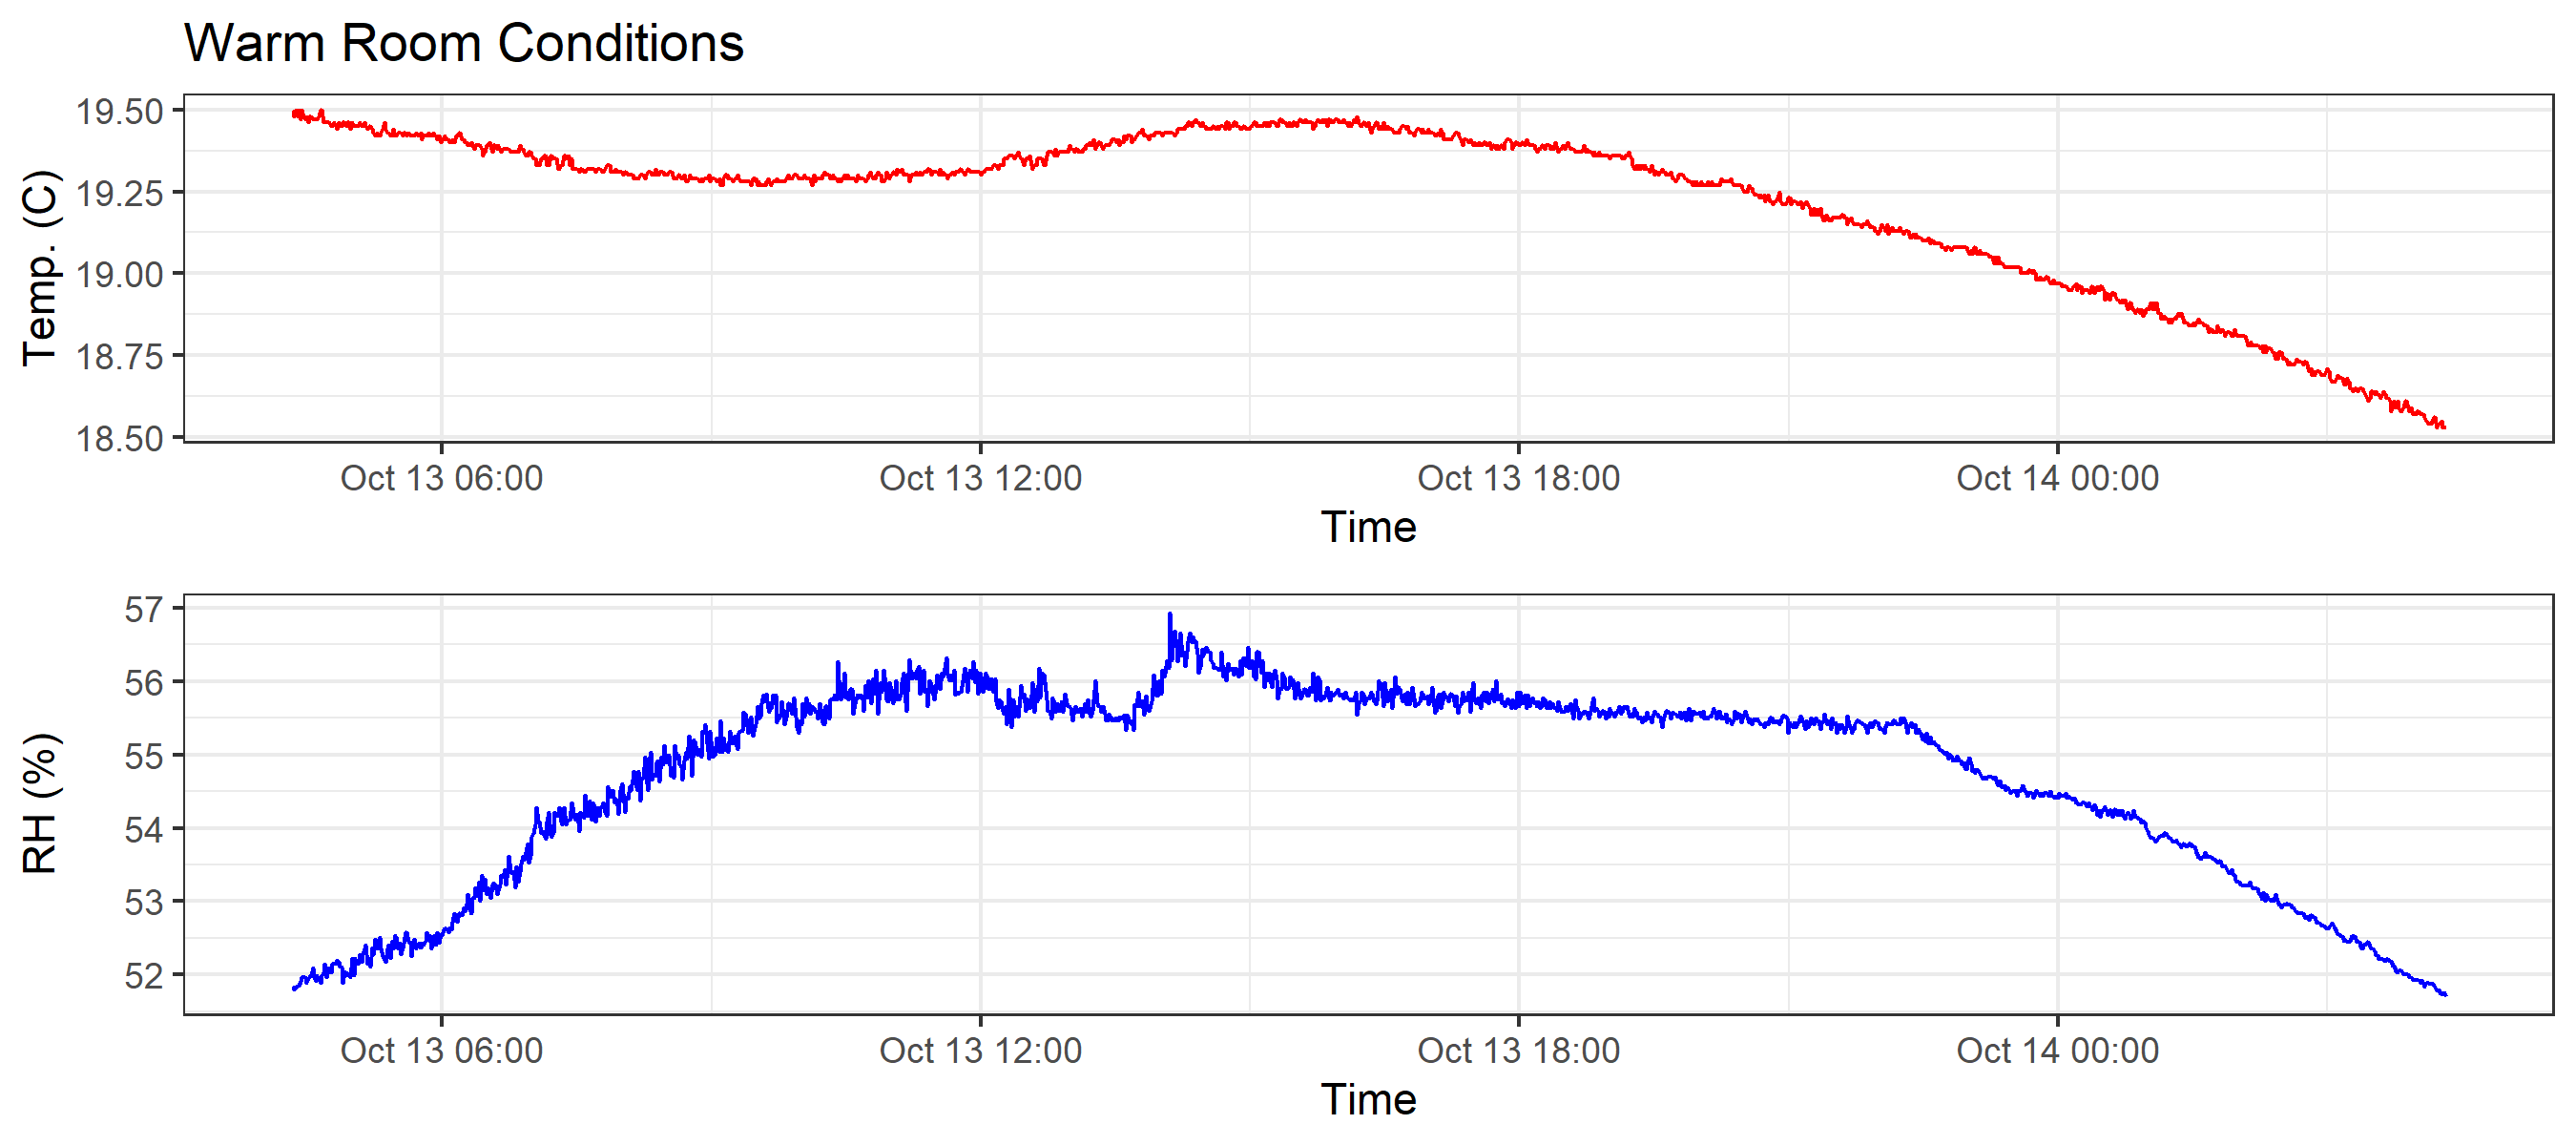 Warm Room Conditions
Temp. (C)
19.50
19.25
19.00
18.75
18.50
Oct 13 06:00 Oct 13 12:00 Oct 13 18:00 Oct 14 00:00
Time
RH (%)
57
56
55
54
53
52
Oct 13 06:00 Oct 13 12:00 Oct 13 18:00 Oct 14 00:00
Time